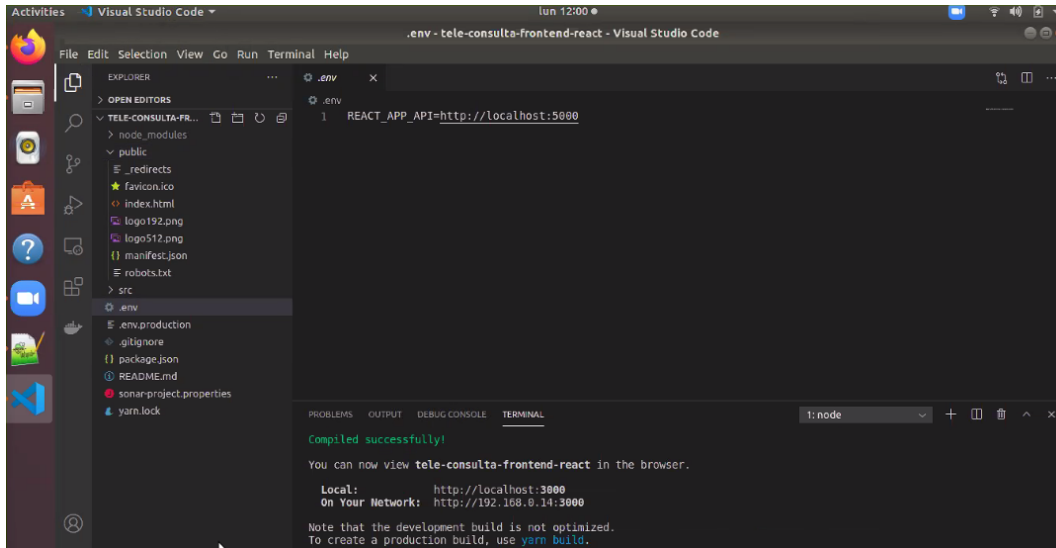 Activities Visual Studio Code lun 12:00
.env - tele-consulta-frontend-react - Visual Studio Code
File Edit Selection View Go Run Terminal Help
EXPLORER
OPEN EDITORS
TELE-CONSULTA-FR...
node_modules
public
_redirects
favicon.ico
index.html
logo192.png
logo512.png
manifest.json
robots.txt
src
.env
.env.production
.gitignore
package.json
README.md
sonar-project.properties
yarn.lock
.env
.env
1 REACT_APP_API=http://localhost:5000
PROBLEMS OUTPUT DEBUG CONSOLE TERMINAL 1: node
Compiled successfully!
You can now view tele-consulta-frontend-react in the browser.
Local: http://localhost:3000
On Your Network: http://192.168.0.14:3000
Note that the development build is not optimized.
To create a production build, use yarn build.